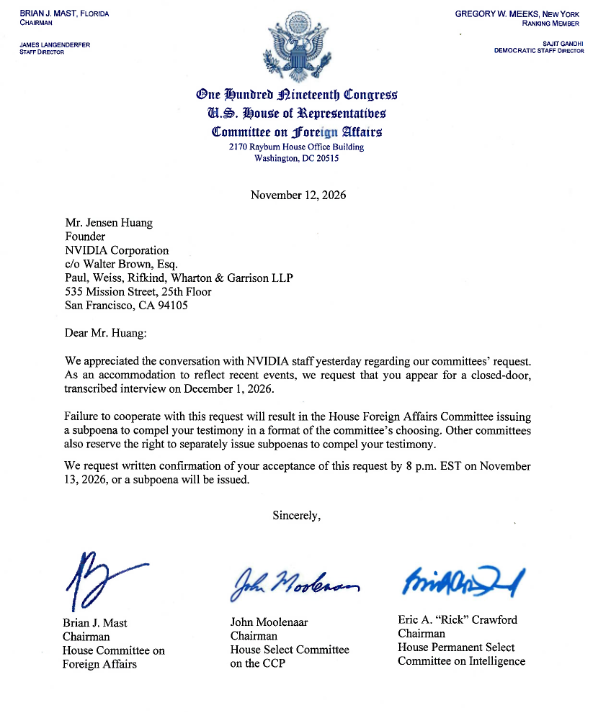 BRIAN J. MAST, FLORIDA
CHAIRMAN
JAMES LANGENDERFER
STAFF DIRECTOR
GREGORY W. MEEKS, NEW YORK
RANKING MEMBER
SAJIT GANDHI
DEMOCRATIC STAFF DIRECTOR
One Hundred Nineteenth Congress
U.S. House of Representatives
Committee on Foreign Affairs
2170 Rayburn House Office Building
Washington, DC 20515
November 12, 2026
Mr. Jensen Huang
Founder
NVIDIA Corporation
c/o Walter Brown, Esq.
Paul, Weiss, Rifkind, Wharton & Garrison LLP
535 Mission Street, 25th Floor
San Francisco, CA 94105
Dear Mr. Huang:
We appreciated the conversation with NVIDIA staff yesterday regarding our committees' request.
As an accommodation to reflect recent events, we request that you appear for a closed-door,
transcribed interview on December 1, 2026.
Failure to cooperate with this request will result in the House Foreign Affairs Committee issuing
a subpoena to compel your testimony in a format of the committee's choosing. Other committees
also reserve the right to separately issue subpoenas to compel your testimony.
We request written confirmation of your acceptance of this request by 8 p.m. EST on November
13, 2026, or a subpoena will be issued.
Sincerely,
John Moolenaar
Brian J. Mast
Chairman
House Committee on
Foreign Affairs
John Moolenaar
Chairman
House Select Committee
on the CCP
Eric A. "Rick" Crawford
Chairman
House Permanent Select
Committee on Intelligence